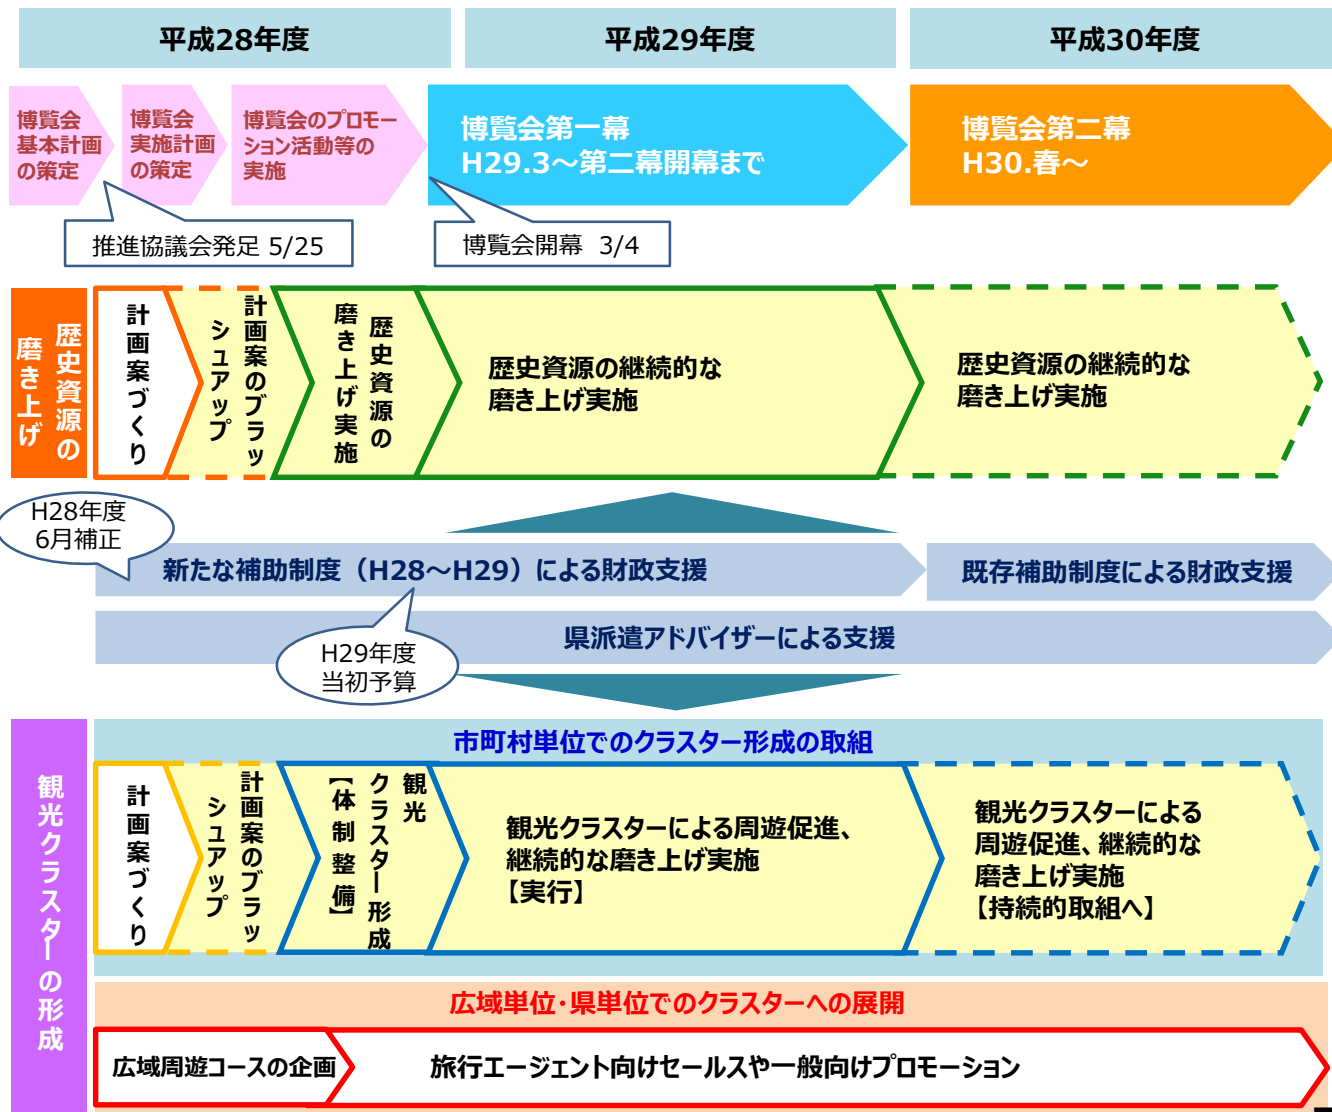 平成28年度
平成29年度
平成30年度
博覧会
基本計画
の策定
博覧会
実施計画
の策定
博覧会のプロモー
ション活動等の
実施
博覧会第一幕
H29.3～第二幕開幕まで
博覧会第二幕
H30.春～
推進協議会発足 5/25
博覧会開幕 3/4
歴史資源の
磨き上げ
計画案づくり
計画案のブラッ
シュアップ
歴史資源の
磨き上げ実施
歴史資源の継続的な
磨き上げ実施
歴史資源の継続的な
磨き上げ実施
H28年度
6月補正
新たな補助制度（H28～H29）による財政支援
既存補助制度による財政支援
県派遣アドバイザーによる支援
H29年度
当初予算
観光クラスターの形成
市町村単位でのクラスター形成の取組
計画案づくり
計画案のブラッ
シュアップ
観光
クラスター形成
【体制整備】
観光クラスターによる周遊促進、
継続的な磨き上げ実施
【実行】
観光クラスターによる
周遊促進、継続的な
磨き上げ実施
【持続的取組へ】
広域単位・県単位でのクラスターへの展開
広域周遊コースの企画
旅行エージェント向けセールスや一般向けプロモーション